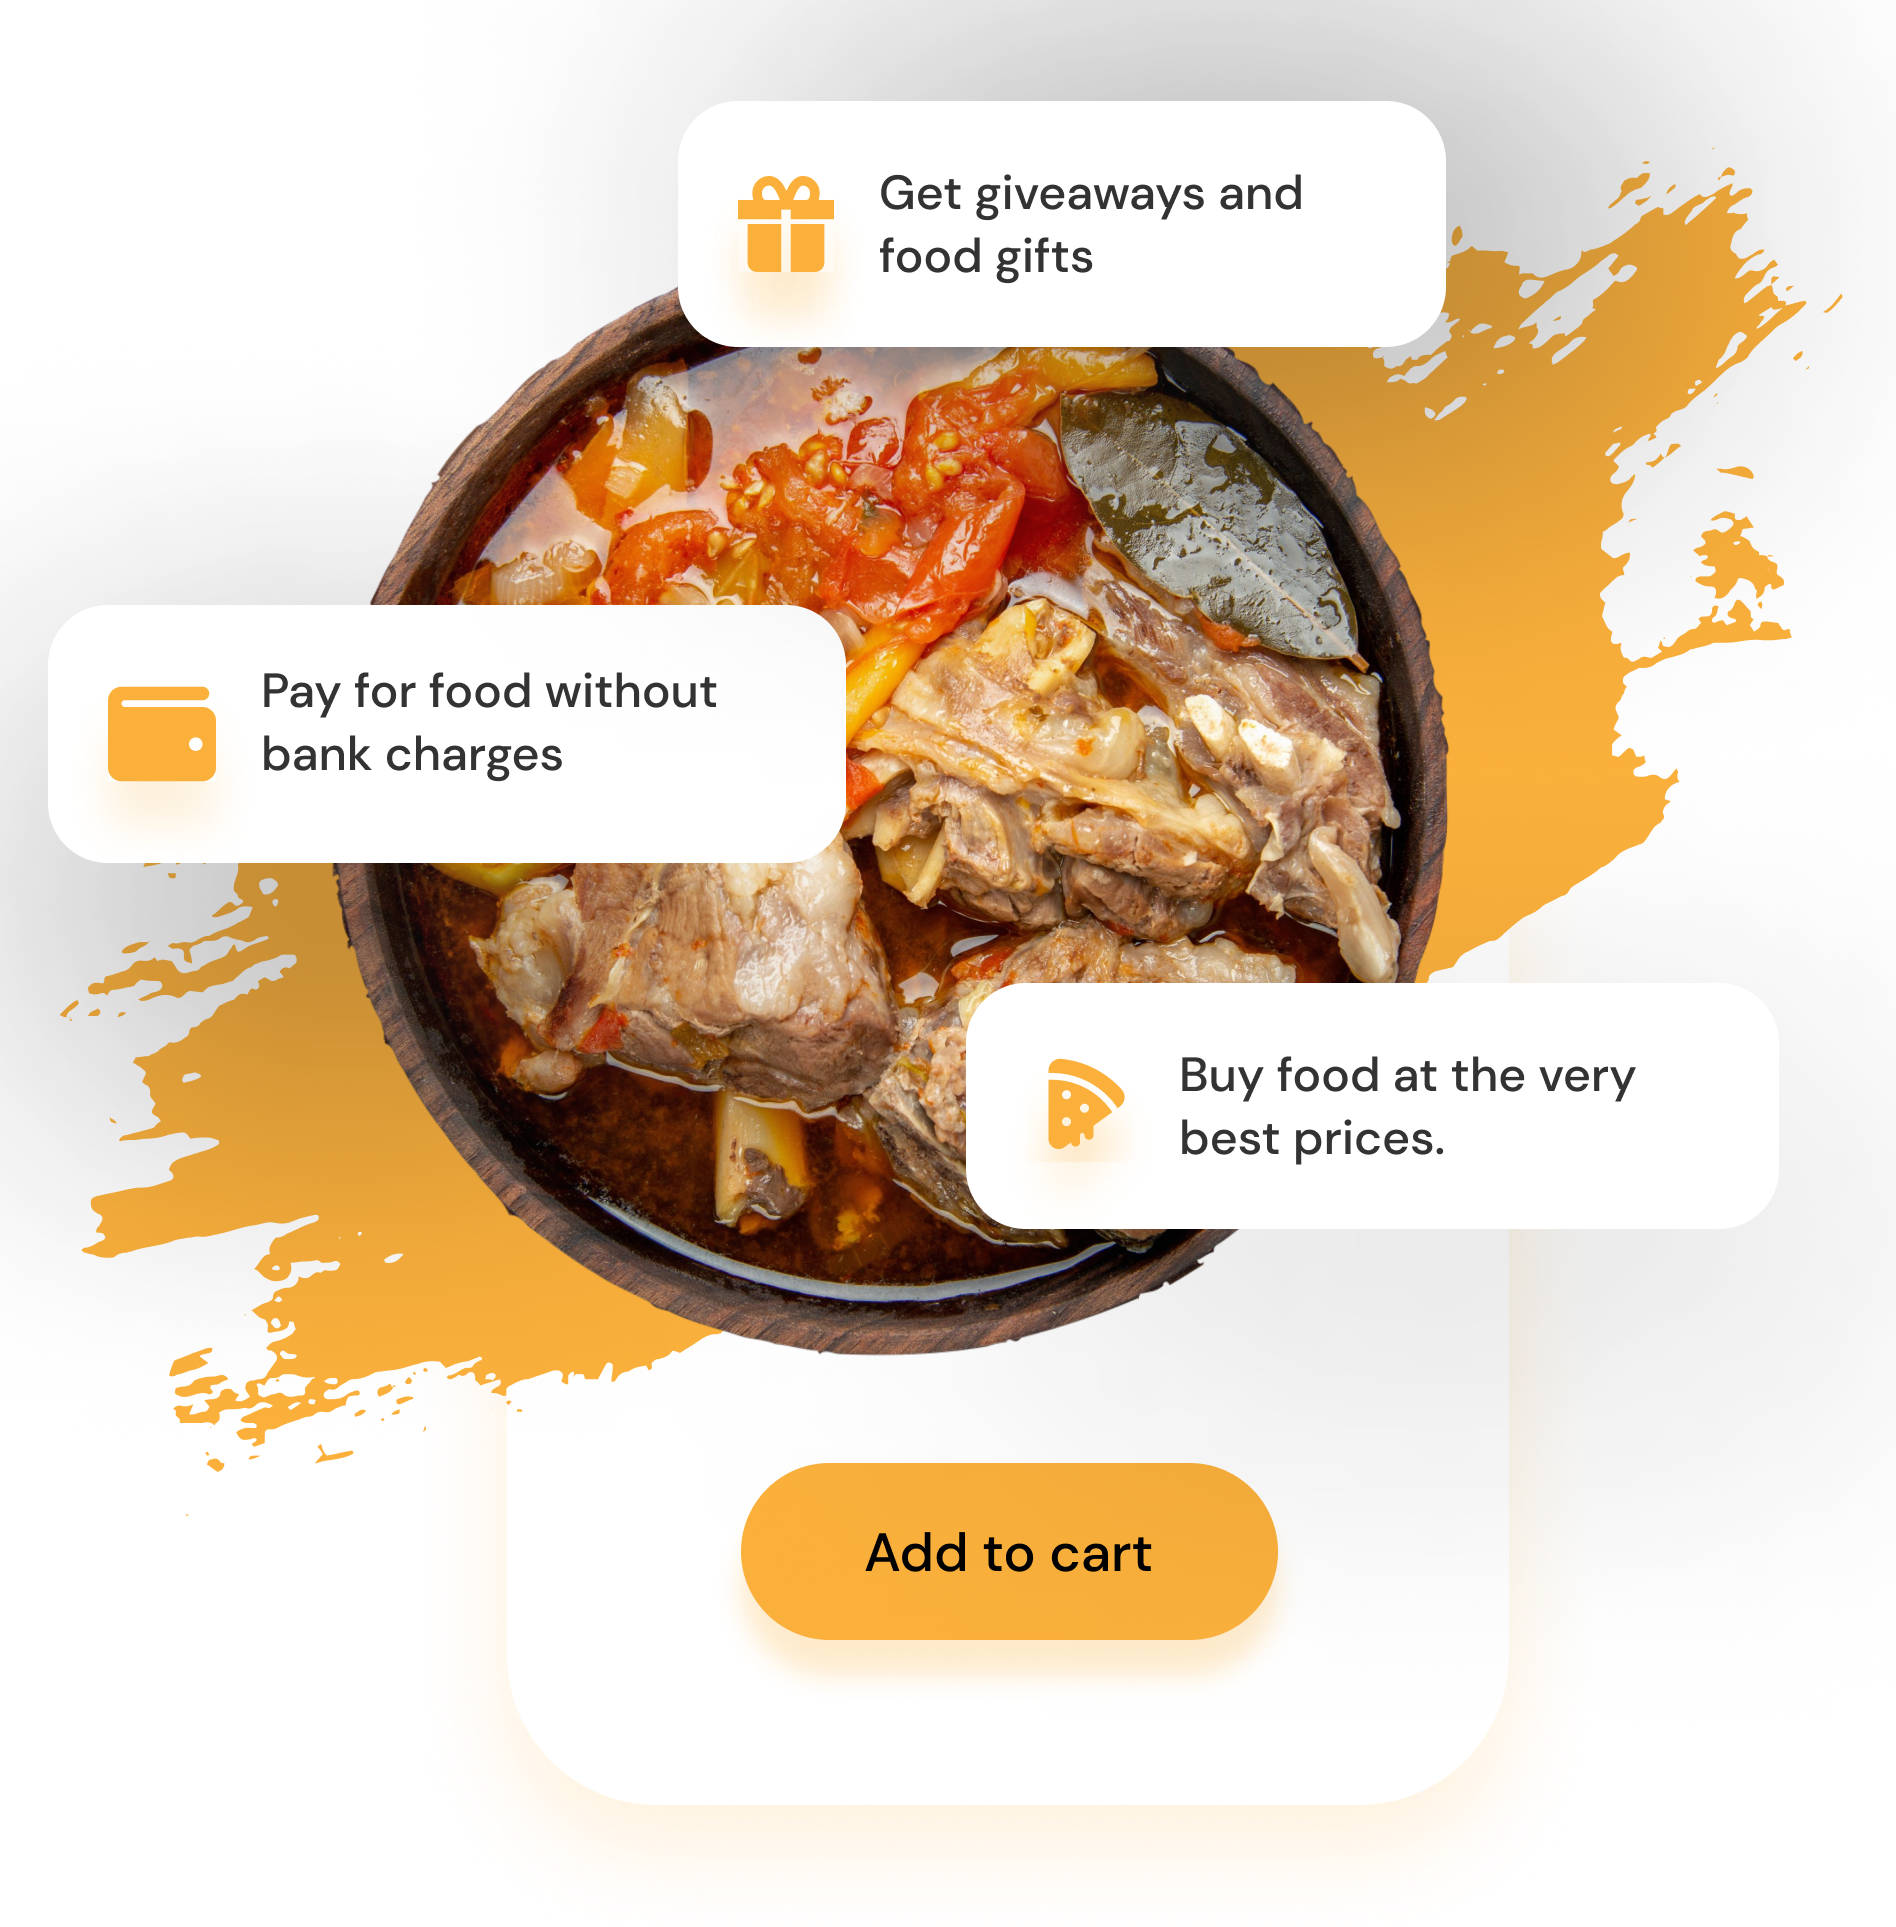 Get giveaways and
food gifts
Pay for food without
bank charges
Buy food at the very
best prices.
Add to cart